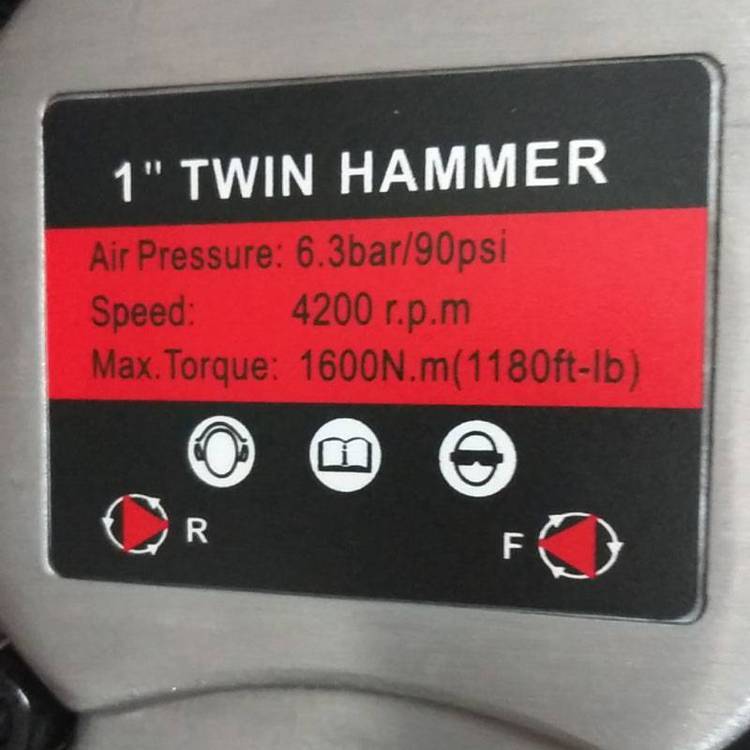 1" TWIN HAMMER
Air Pressure: 6.3bar/90psi
Speed: 4200 r.p.m
Max.Torque: 1600N.m(1180ft-lb)
i
R
F